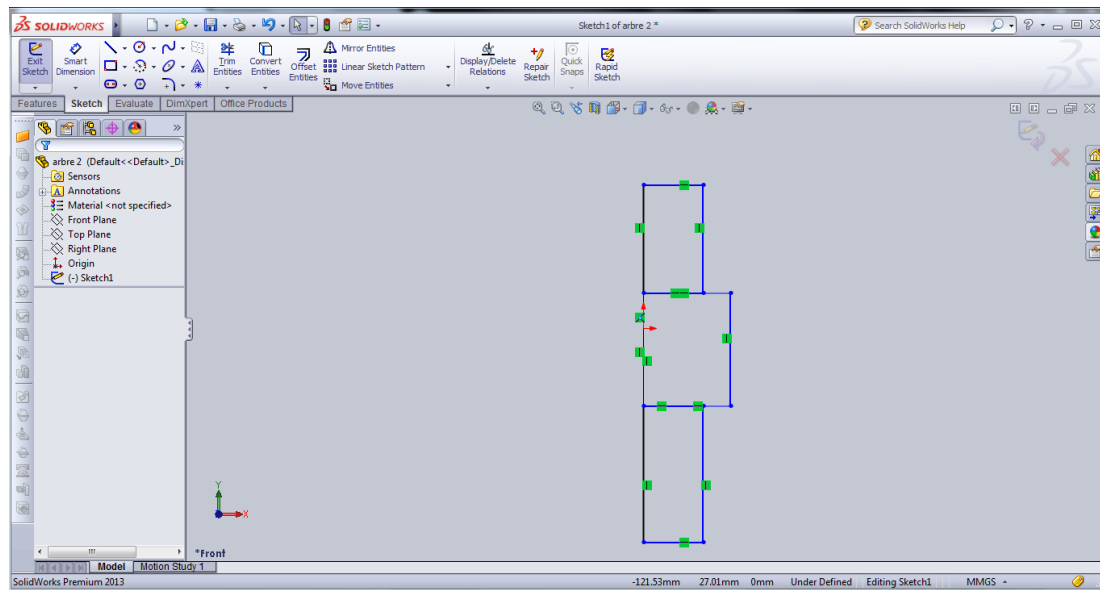 SOLIDWORKS
Sketch1 of arbre 2 *
Search SolidWorks Help
Exit Sketch
Smart Dimension
Trim Entities
Convert Entities
Offset Entities
Mirror Entities
Linear Sketch Pattern
Move Entities
Display/Delete Relations
Repair Sketch
Quick Snaps
Rapid Sketch
Features Sketch Evaluate DimXpert Office Products
arbre 2 (Default<<Default>_Di
Sensors
Annotations
Material <not specified>
Front Plane
Top Plane
Right Plane
Origin
(-) Sketch1
Y
X
*Front
Model Motion Study 1
SolidWorks Premium 2013 -121.53mm 27.01mm 0mm Under Defined Editing Sketch1 MMGS